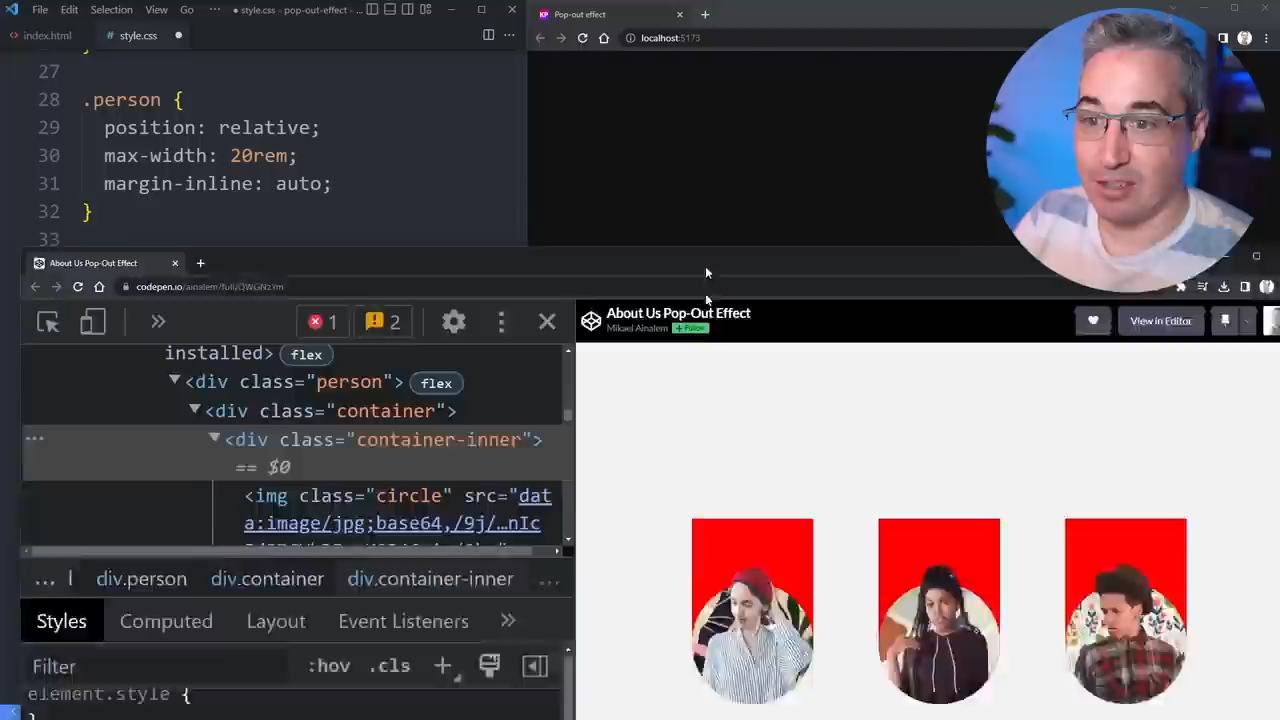 File Edit Selection View Go ··· ● style.css - pop-out-effect - ...
index.html # style.css
KP Pop-out effect
localhost:5173
27
28 .person {
29 position: relative;
30 max-width: 20rem;
31 margin-inline: auto;
32 }
33
About Us Pop-Out Effect
codepen.io/ainalem/full/QWGNzYm
1 2
About Us Pop-Out Effect
Mikael Ainalem + Follow
View in Editor
installed> flex
<div class="person"> flex
<div class="container">
··· <div class="container-inner">
== $0
<img class="circle" src="dat
a:image/jpg;base64,/9j/…nIc
... l div.person div.container div.container-inner ...
Styles Computed Layout Event Listeners »
Filter :hov .cls +
element.style {
}